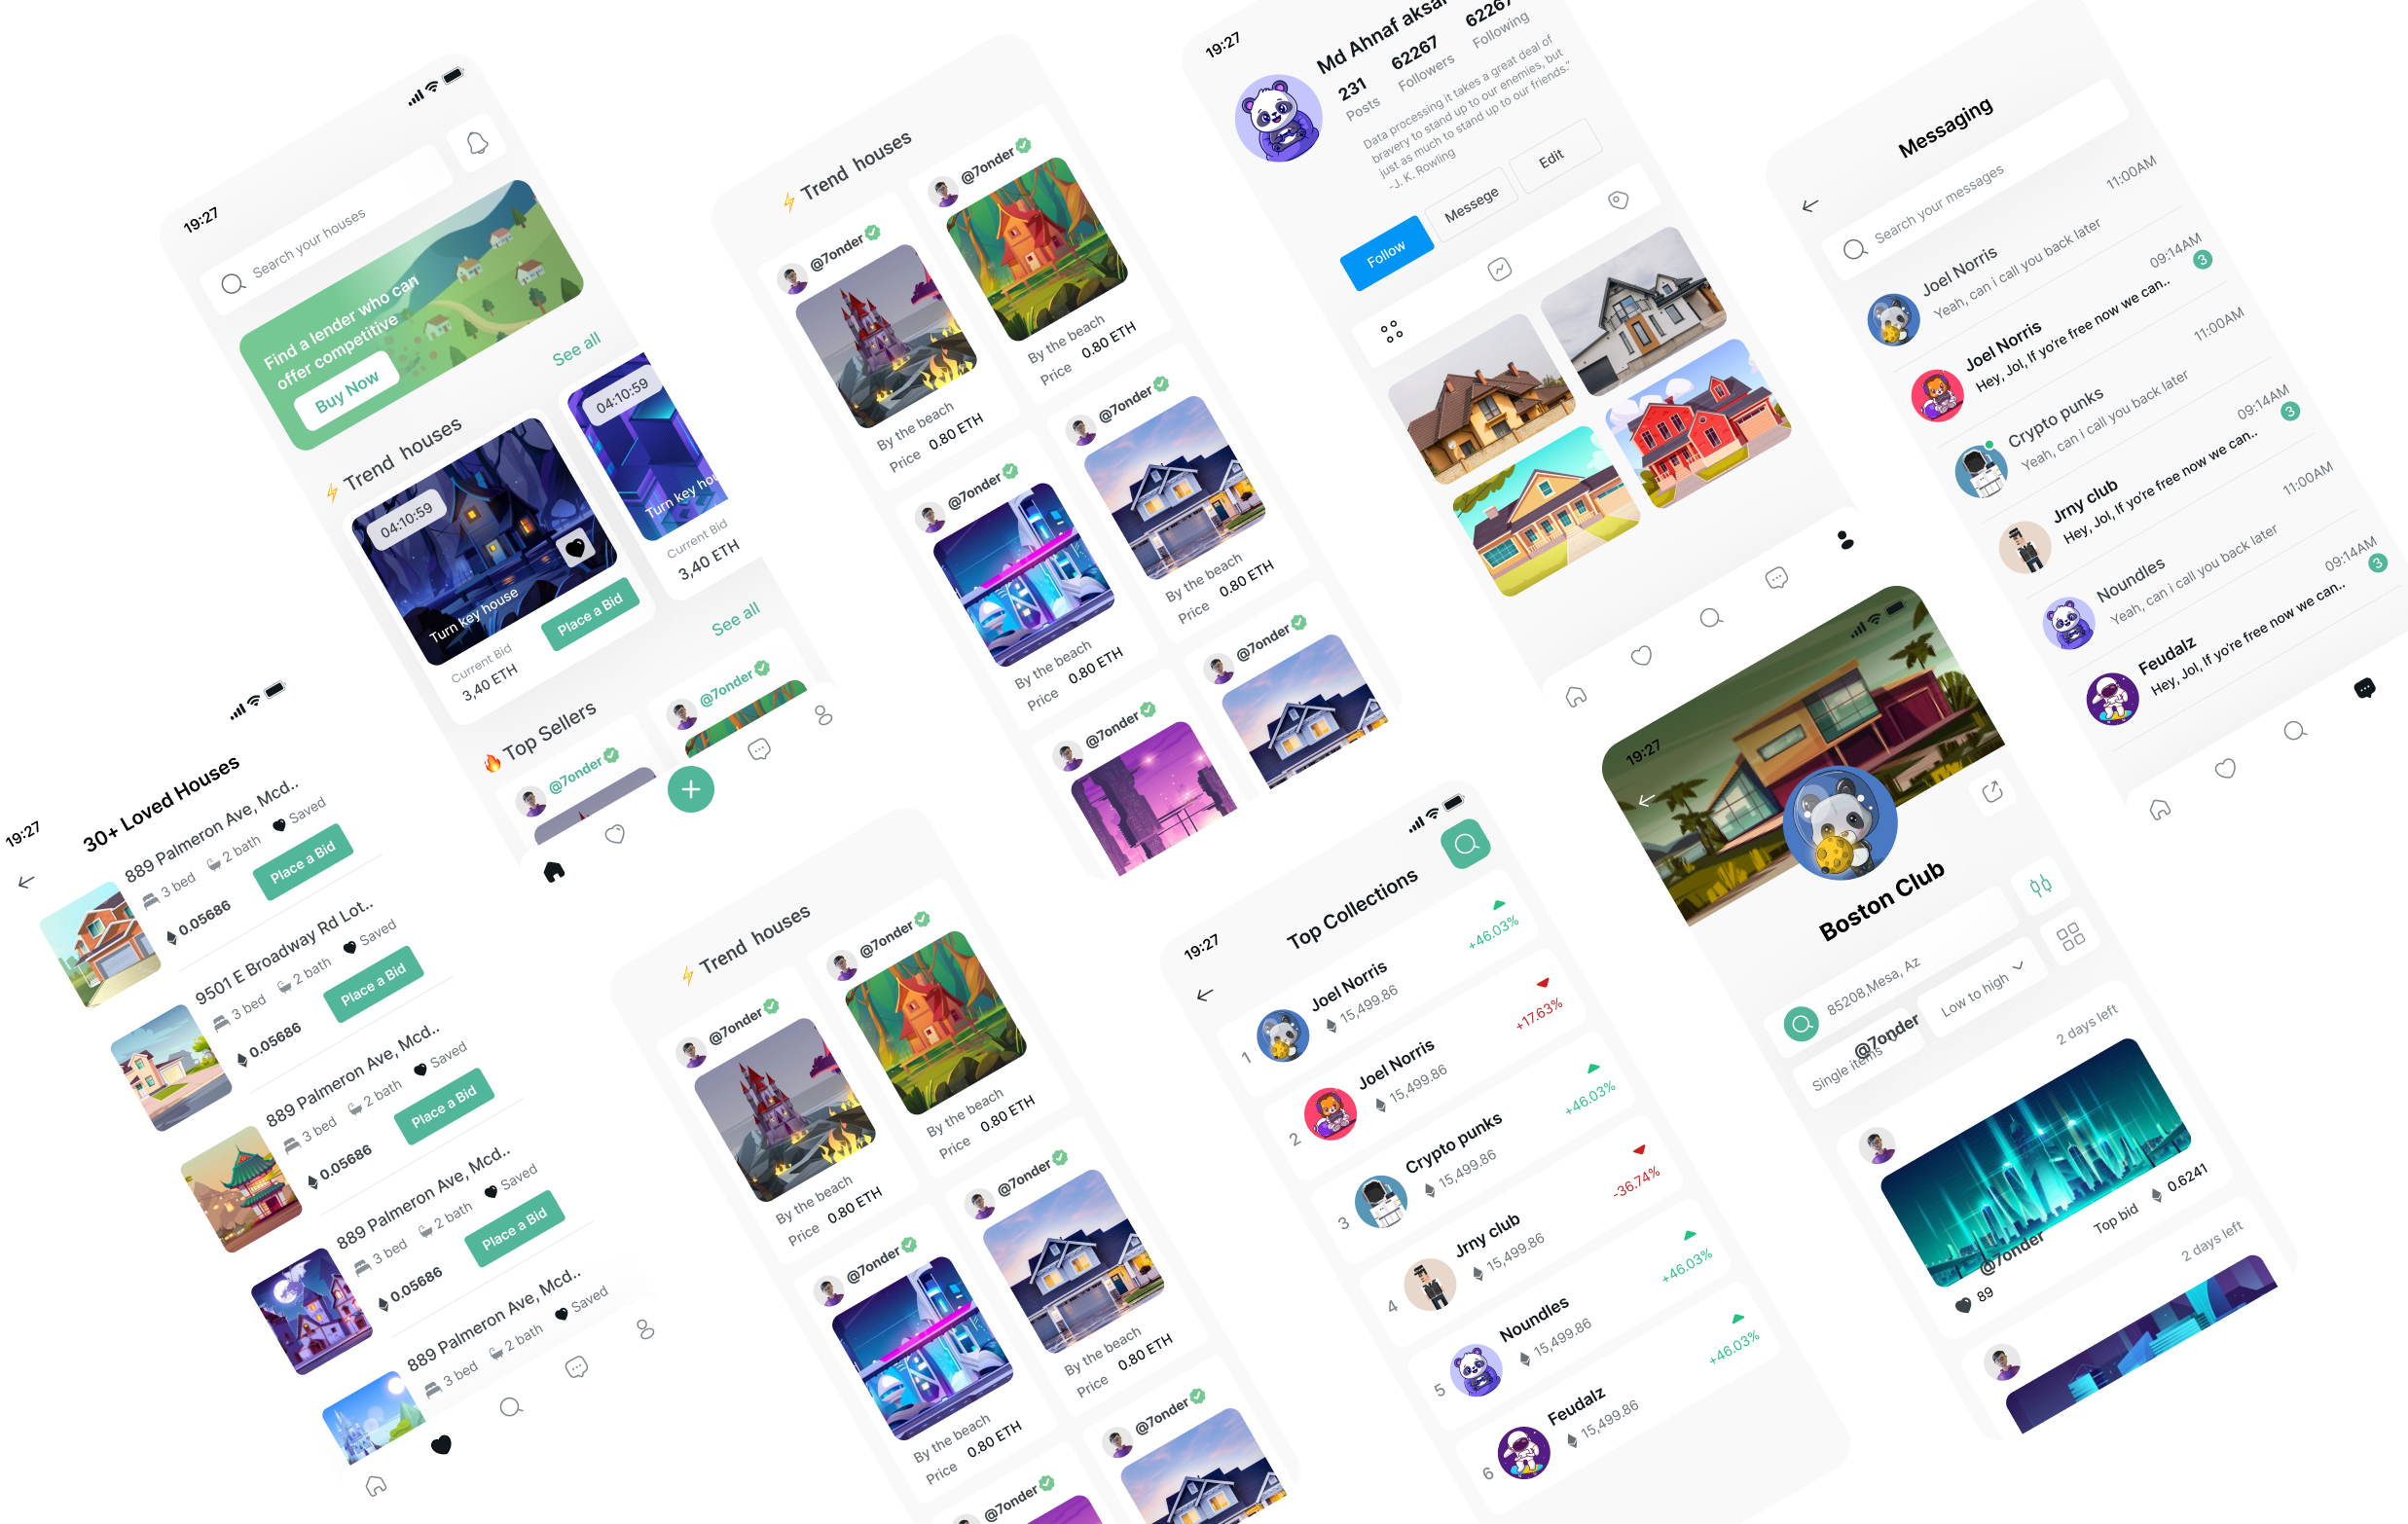 19:27
Search your houses
Find a lender who can
offer competitive
Buy Now
See all
Trend houses
04:10:59
Turn key house
Current Bid
3,40 ETH
Place a Bid
04:10:59
Turn key hou
Current Bid
3,40 ETH
Top Sellers
See all
@7onder
@7onder
19:27
30+ Loved Houses
889 Palmeron Ave, Mcd..
3 bed
2 bath
Saved
0.05686
Place a Bid
9501 E Broadway Rd Lot..
3 bed
2 bath
Saved
0.05686
Place a Bid
889 Palmeron Ave, Mcd..
3 bed
2 bath
Saved
0.05686
Place a Bid
889 Palmeron Ave, Mcd..
3 bed
2 bath
Saved
0.05686
Place a Bid
889 Palmeron Ave, Mcd..
3 bed
2 bath
Saved
Trend houses
@7onder
By the beach
Price 0.80 ETH
@7onder
By the beach
Price 0.80 ETH
@7onder
By the beach
Price 0.80 ETH
@7onder
By the beach
Price 0.80 ETH
@7onder
@7onder
Trend houses
@7onder
By the beach
Price 0.80 ETH
@7onder
By the beach
Price 0.80 ETH
@7onder
By the beach
Price 0.80 ETH
@7onder
By the beach
Price 0.80 ETH
@7onder
@7onder
19:27
Md Ahnaf aksar
231
Posts
62267
Followers
62267
Following
Data processing it takes a great deal of
bravery to stand up to our enemies, but
just as much to stand up to our friends."
-J. K. Rowling
Follow
Messege
Edit
19:27
Top Collections
1
Joel Norris
15,499.86
+46.03%
2
Joel Norris
15,499.86
+17.63%
3
Crypto punks
15,499.86
+46.03%
4
Jrny club
15,499.86
-36.74%
5
Noundles
15,499.86
+46.03%
6
Feudalz
15,499.86
+46.03%
Messaging
Search your messages
Joel Norris
11:00AM
Yeah, can i call you back later
Joel Norris
09:14AM
Hey, Jol, If yo're free now we can..
3
Crypto punks
11:00AM
Yeah, can i call you back later
Jrny club
09:14AM
Hey, Jol, If yo're free now we can..
3
Noundles
11:00AM
Yeah, can i call you back later
Feudalz
09:14AM
Hey, Jol, If yo're free now we can..
3
19:27
Boston Club
85208,Mesa, Az
Single items
Low to high
@7onder
2 days left
89
Top bid
0.6241
@7onder
2 days left